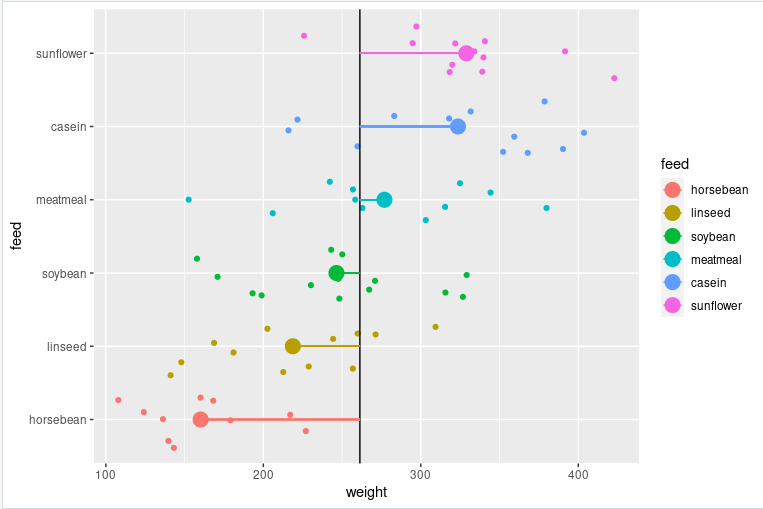 sunflower
casein
meatmeal
soybean
linseed
horsebean
feed
100 200 300 400
weight
feed
horsebean
linseed
soybean
meatmeal
casein
sunflower